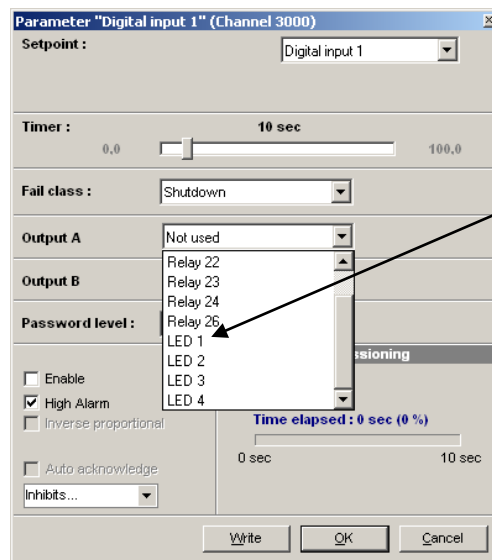 Parameter "Digital input 1" (Channel 3000)
Setpoint :
Digital input 1
Timer :
10 sec
0,0
100,0
Fail class :
Shutdown
Output A
Not used
Relay 22
Relay 23
Relay 24
Relay 26
LED 1
LED 2
LED 3
LED 4
Output B
Password level :
Enable
High Alarm
Inverse proportional
Auto acknowledge
Inhibits...
Time elapsed : 0 sec (0 %)
0 sec
10 sec
Write
OK
Cancel